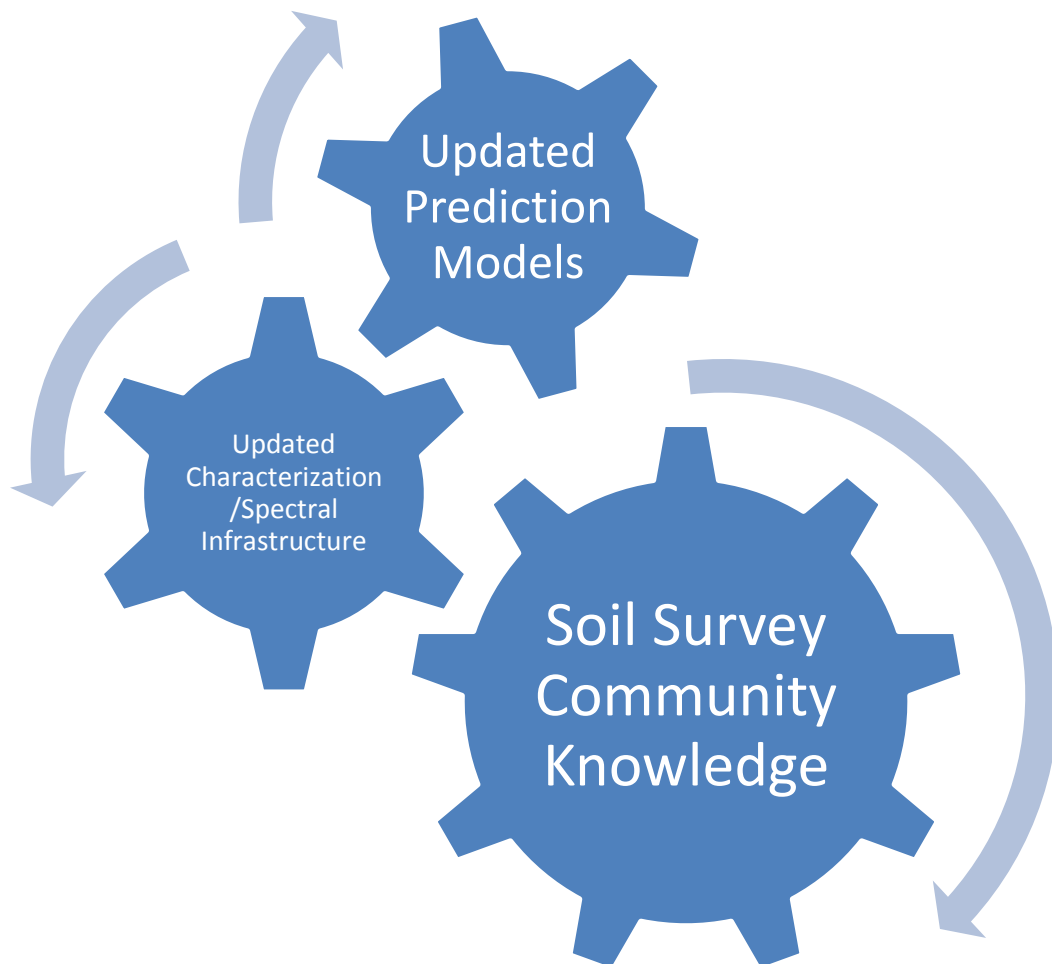 Updated
Prediction
Models
Updated
Characterization
/Spectral
Infrastructure
Soil Survey
Community
Knowledge